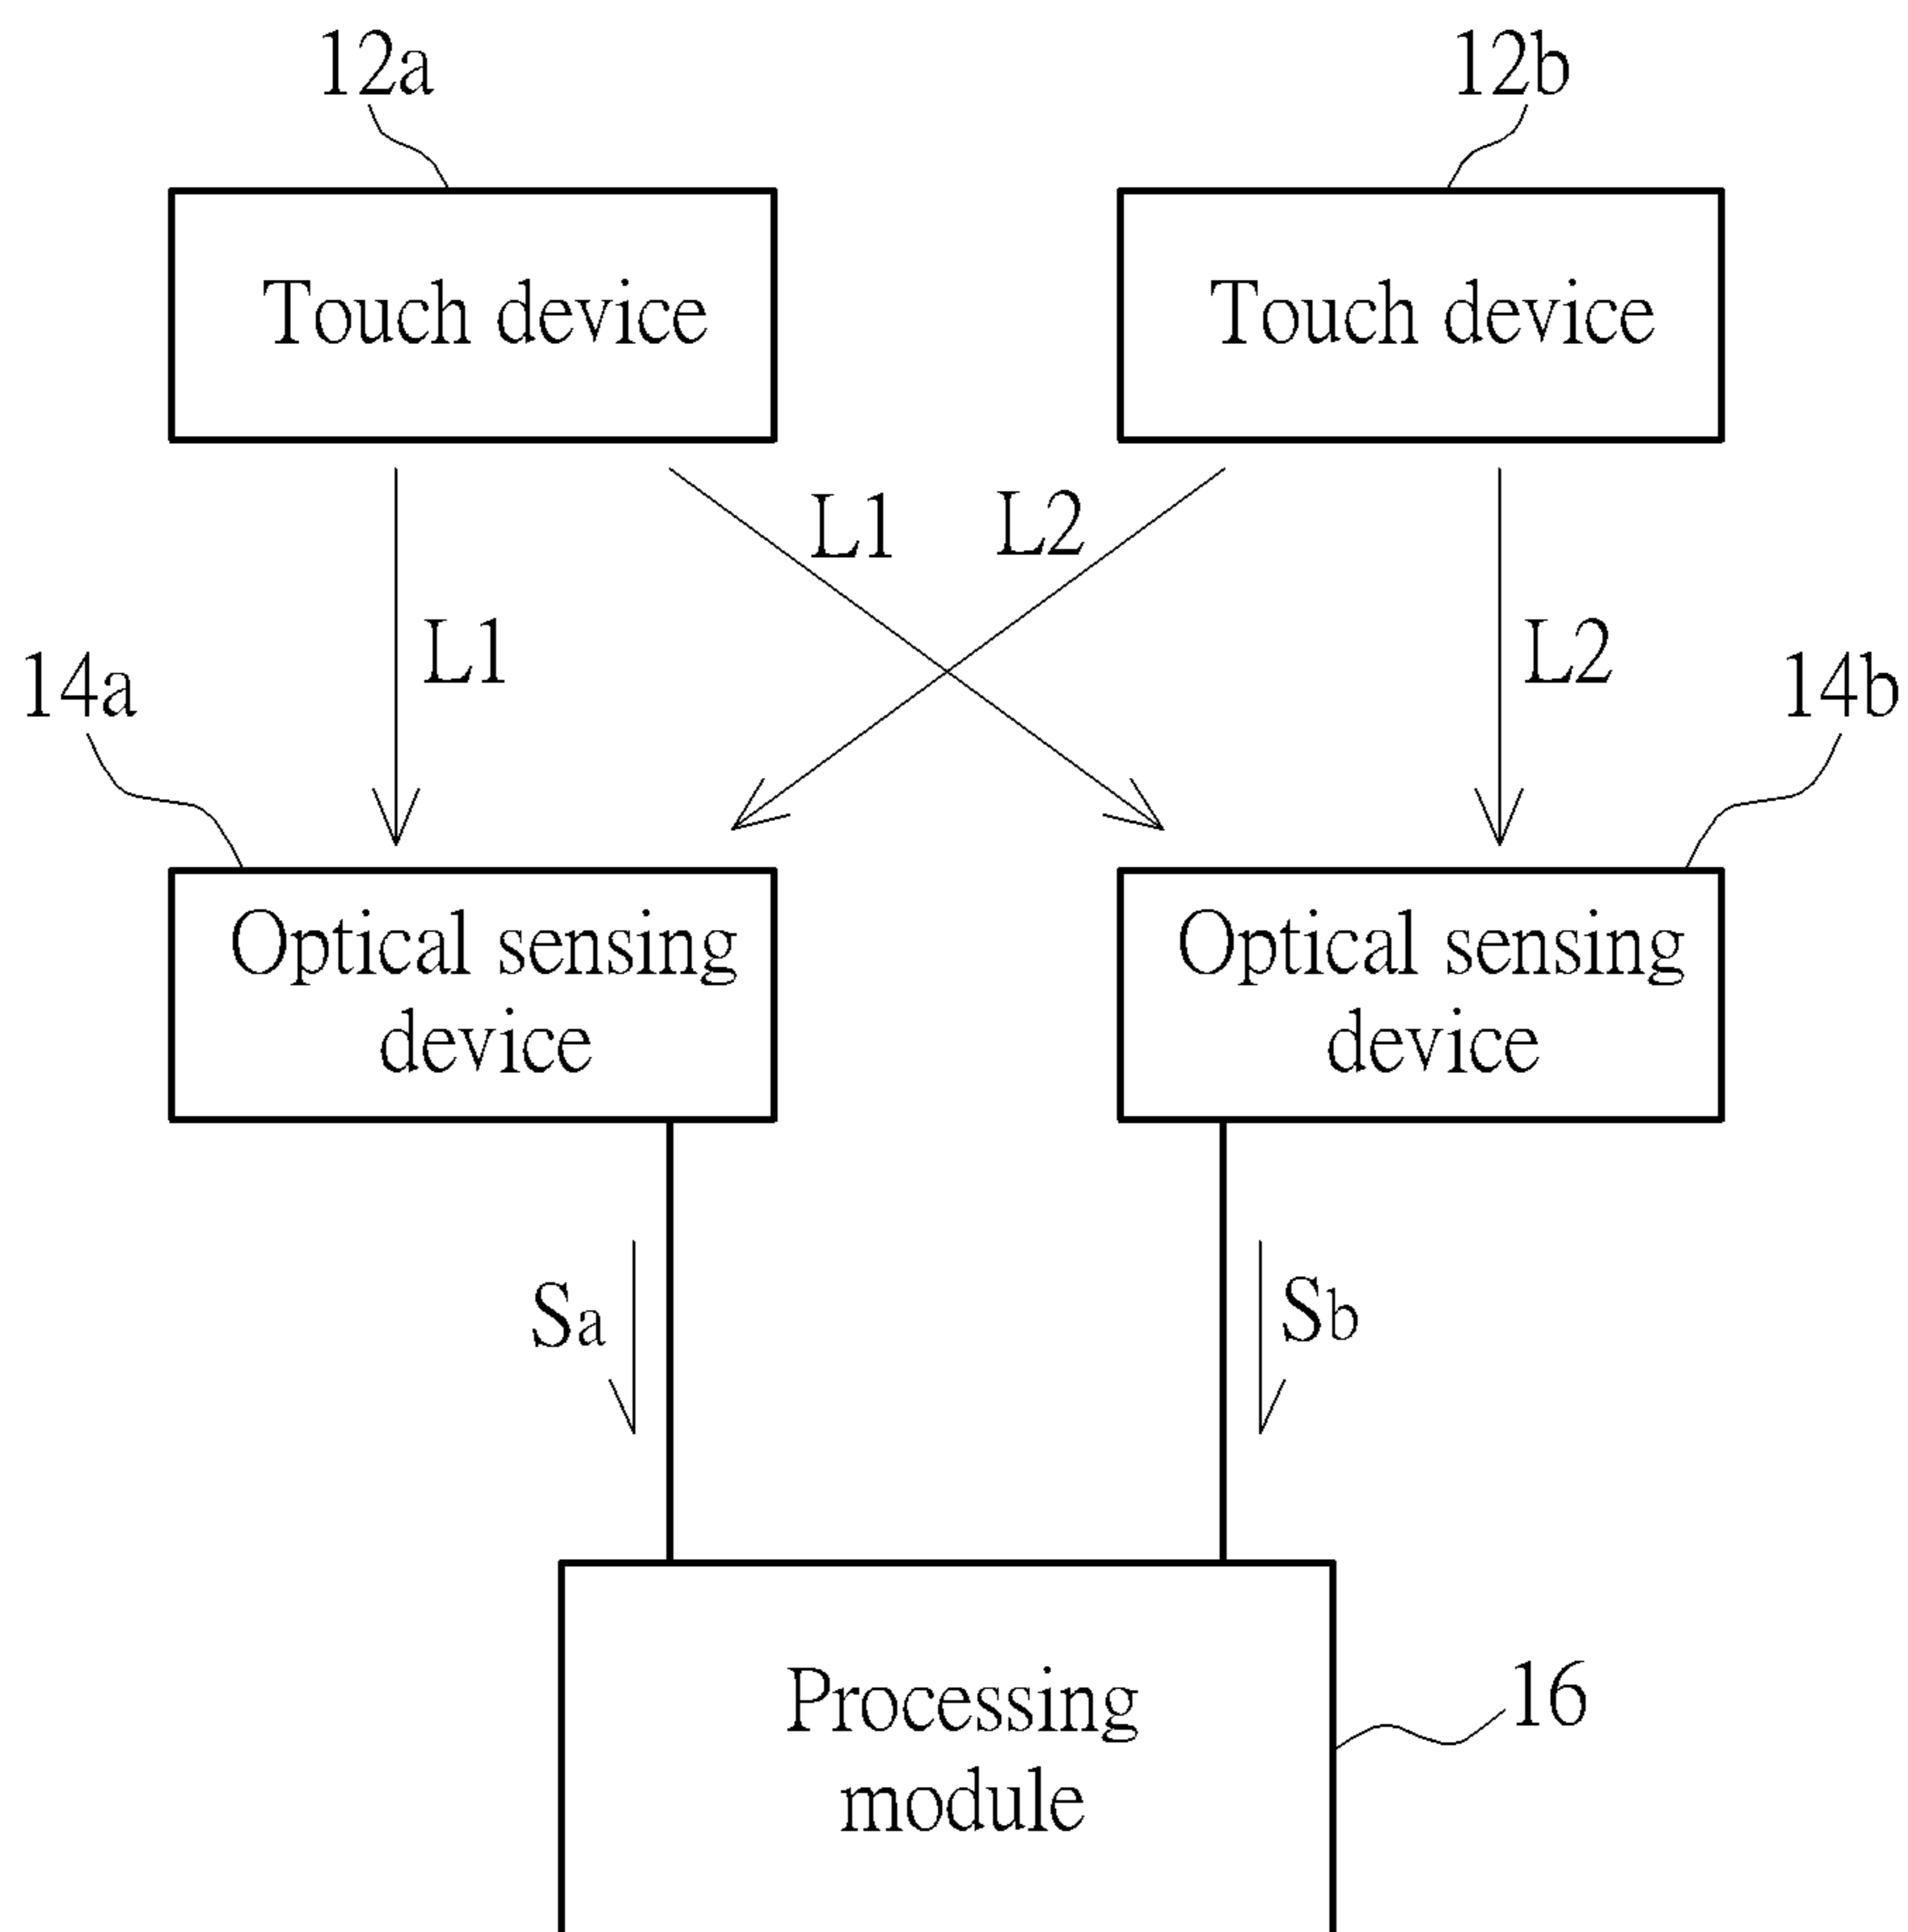 12a
12b
Touch device
Touch device
L1
L2
L1
L2
14a
14b
Optical sensing
device
Optical sensing
device
Sa
Sb
Processing
module
16